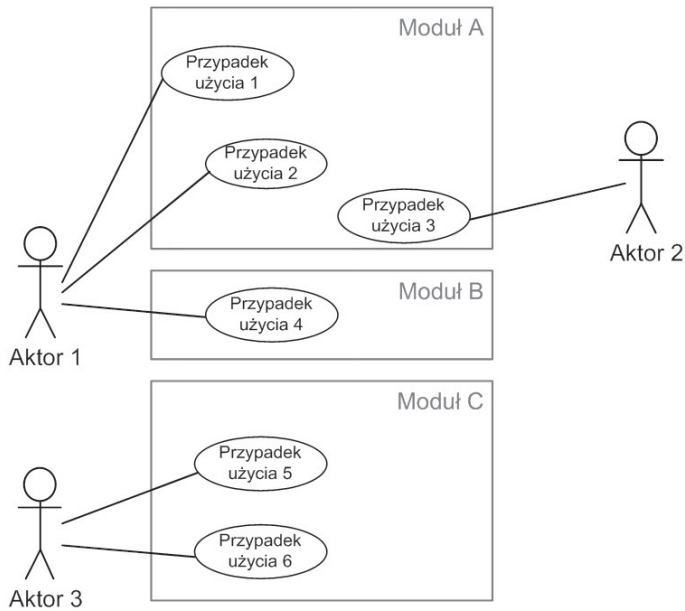 Moduł A
Przypadek
użycia 1
Przypadek
użycia 2
Przypadek
użycia 3
Aktor 2
Moduł B
Przypadek
użycia 4
Aktor 1
Moduł C
Przypadek
użycia 5
Przypadek
użycia 6
Aktor 3